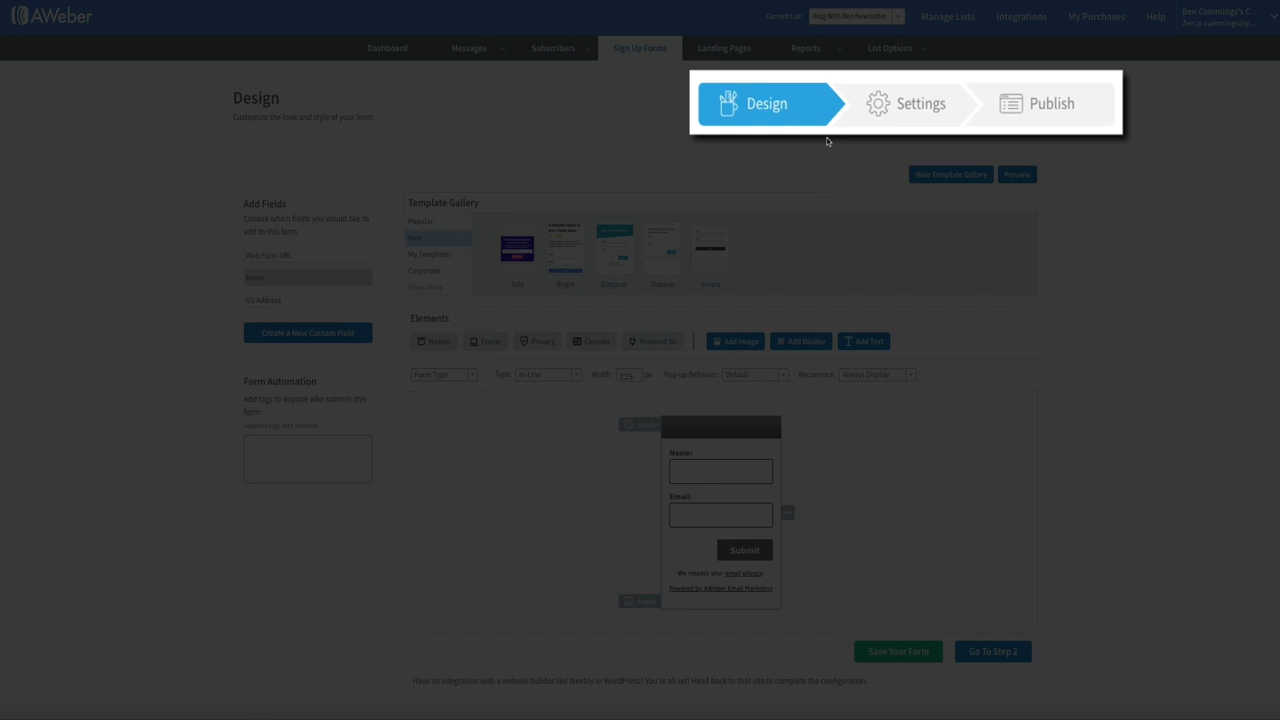 AWeber
Current List:
Blog With Ben Newsletter
Manage Lists
Integrations
My Purchases
Help
Ben Cummings's C...
Ben.p.cummings@g...
Dashboard
Messages
Subscribers
Sign Up Forms
Landing Pages
Reports
List Options
Design
Customize the look and style of your form.
Design
Settings
Publish
Hide Template Gallery
Preview
Add Fields
Choose which fields you would like to
add to this form.
Web Form URL
Name
US Address
Create a New Custom Field
Form Automation
Add tags to anyone who submits this
form:
Template Gallery
Popular
New
My Templates
Corporate
Sale
Bright
Diagonal
Shadow
Simply
Elements
Header
Footer
Privacy
Counter
Powered By
Add Image
Add Divider
Add Text
Form Type
Type:
In-Line
Width:
225
px
Pop-up Behavior:
Default
Recurrence:
Always Display
Header
Name:
Email:
Submit
We respect your email privacy
Powered by AWeber Email Marketing
Footer
Save Your Form
Go To Step 2
Have an integration with a website builder like Weebly or WordPress? You're all set! Head back to that site to complete the configuration.